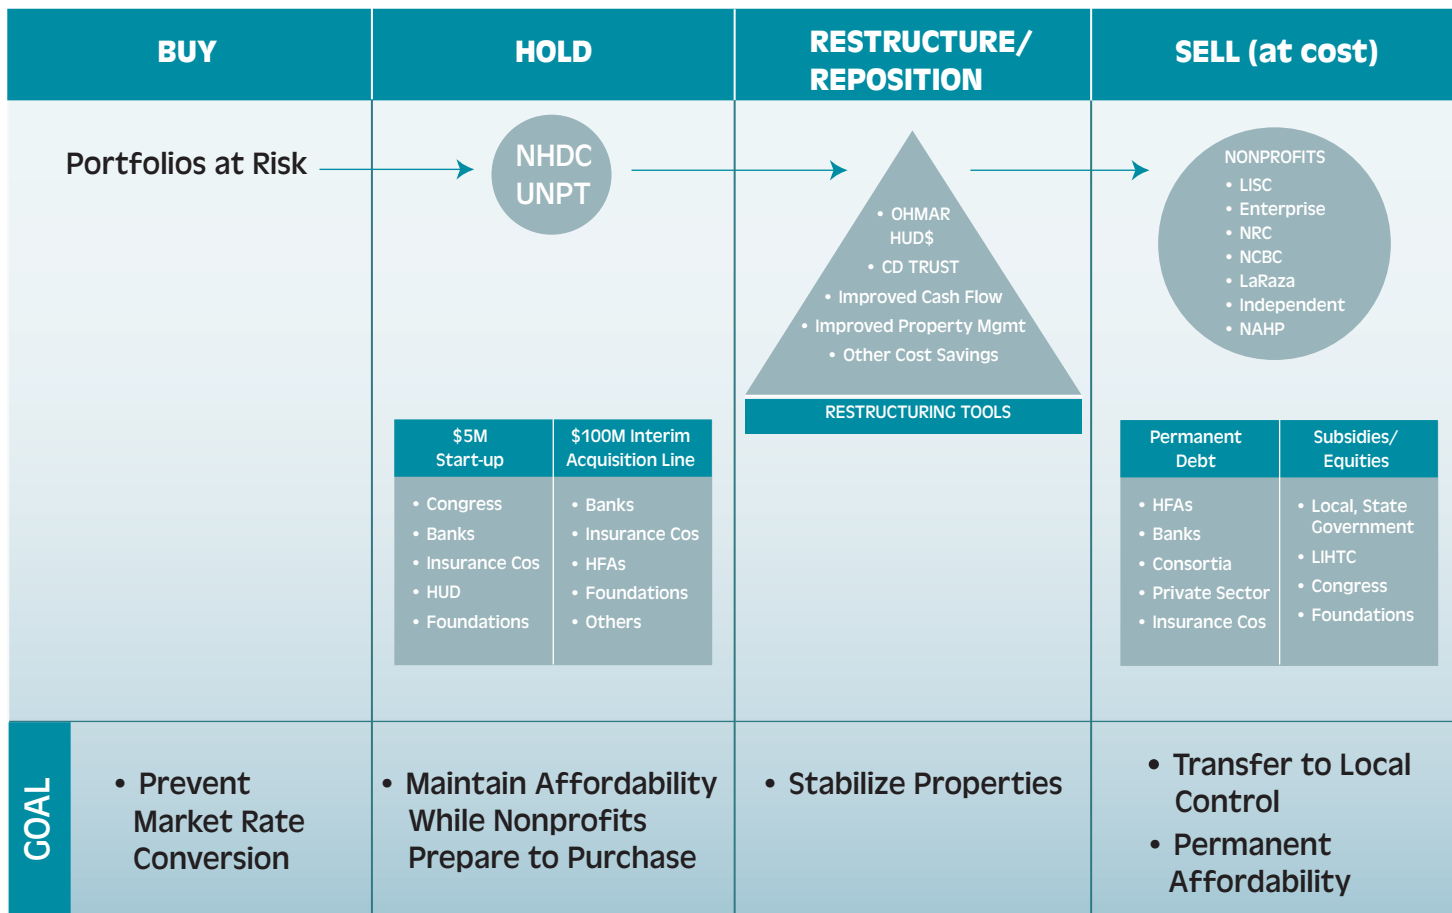 BUY
HOLD
RESTRUCTURE/
REPOSITION
SELL (at cost)
Portfolios at Risk
NHDC
UNPT
• OHMAR
HUD$
• CD TRUST
• Improved Cash Flow
• Improved Property Mgmt
• Other Cost Savings
RESTRUCTURING TOOLS
NONPROFITS
• LISC
• Enterprise
• NRC
• NCBC
• LaRaza
• Independent
• NAHP
$5M
Start-up
• Congress
• Banks
• Insurance Cos
• HUD
• Foundations
$100M Interim
Acquisition Line
• Banks
• Insurance Cos
• HFAs
• Foundations
• Others
Permanent
Debt
• HFAs
• Banks
• Consortia
• Private Sector
• Insurance Cos
Subsidies/
Equities
• Local, State
Government
• LIHTC
• Congress
• Foundations
GOAL
• Prevent
Market Rate
Conversion
• Maintain Affordability
While Nonprofits
Prepare to Purchase
• Stabilize Properties
• Transfer to Local
Control
• Permanent
Affordability